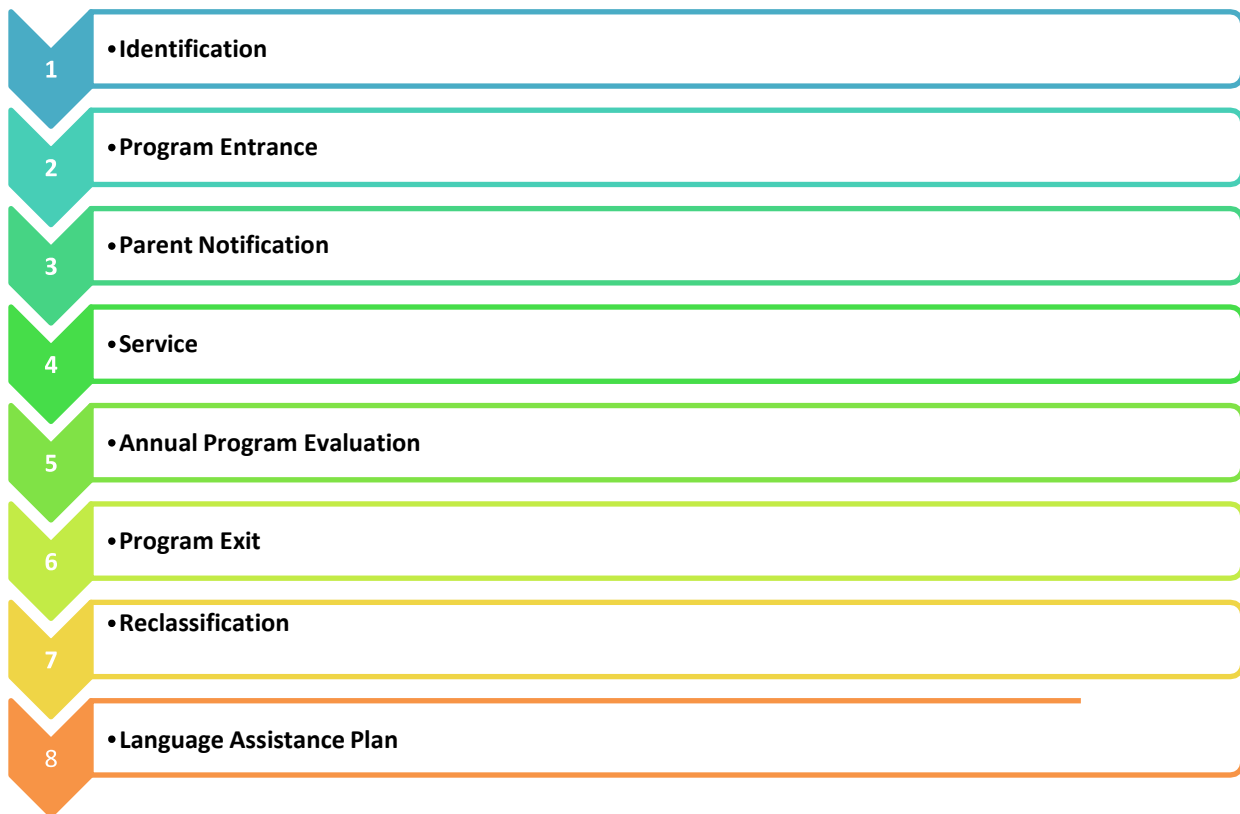 1
•Identification
2
•Program Entrance
3
•Parent Notification
4
•Service
5
•Annual Program Evaluation
6
•Program Exit
7
•Reclassification
8
•Language Assistance Plan